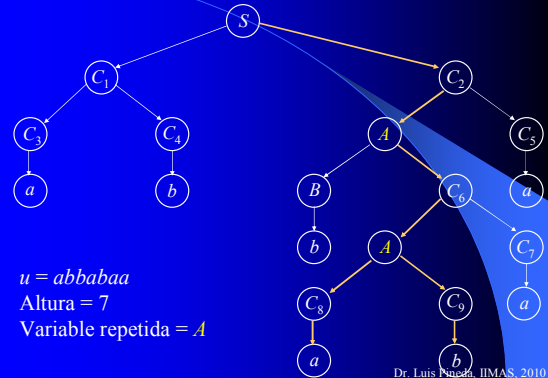 S
C1 C2
C3 C4 A C5
a b B C6 a
b A C7
u = abbabaa
Altura = 7
Variable repetida = A
C8 C9 a
a b
Dr. Luis Pineda, IIMAS, 2010